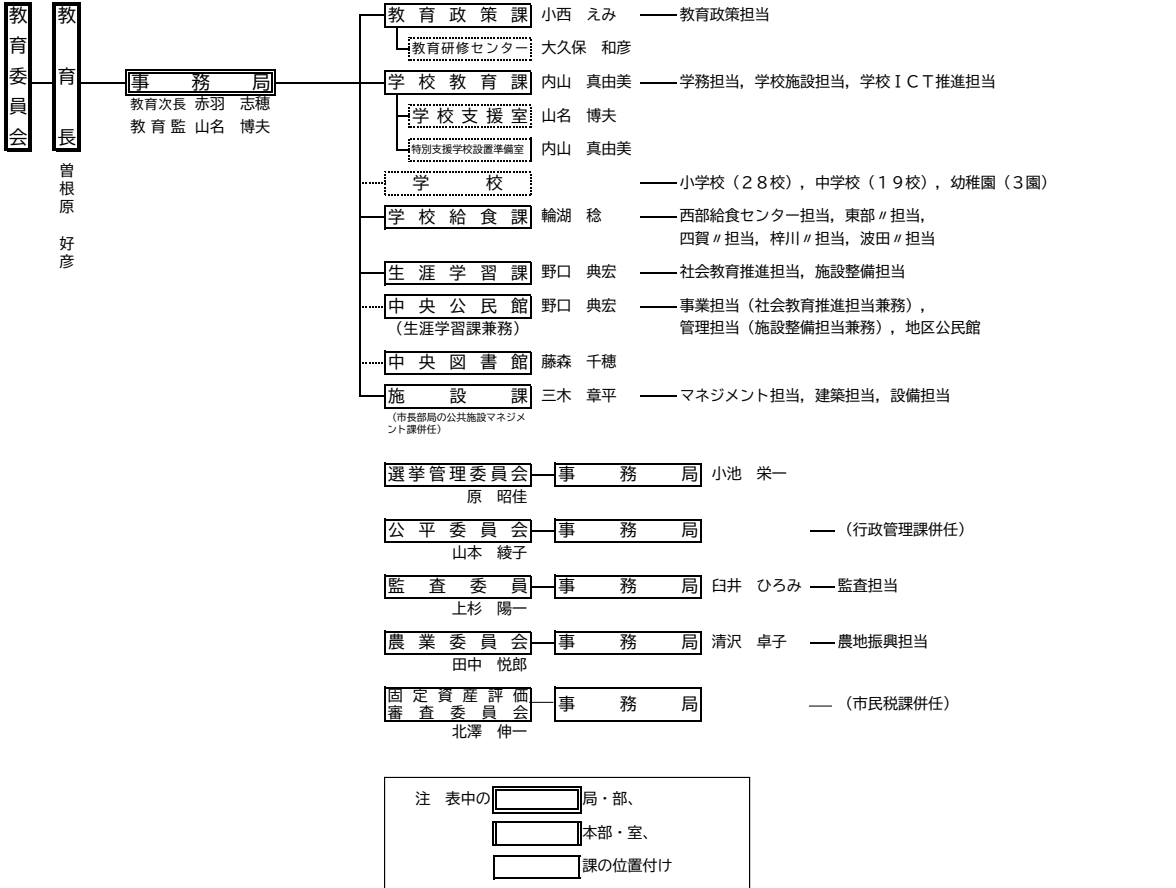 教育委員会
教育長
曽根原 好彦
事務局
教育次長 赤羽 志穂
教育監 山名 博夫
教育政策課 小西 えみ 教育政策担当
教育研修センター 大久保 和彦
学校教育課 内山 真由美 学務担当，学校施設担当，学校ＩＣＴ推進担当
学校支援室 山名 博夫
特別支援学校設置準備室 内山 真由美
学校 小学校（２８校），中学校（１９校），幼稚園（３園）
学校給食課 輪湖 稔 西部給食センター担当，東部〃担当，
四賀〃担当，梓川〃担当，波田〃担当
生涯学習課 野口 典宏 社会教育推進担当，施設整備担当
中央公民館 野口 典宏 事業担当（社会教育推進担当兼務），
（生涯学習課兼務） 管理担当（施設整備担当兼務），地区公民館
中央図書館 藤森 千穂
施設課 三木 章平 マネジメント担当，建築担当，設備担当
（市長部局の公共施設マネジメ
ント課併任）
選挙管理委員会 事務局 小池 栄一
原 昭佳
公平委員会 事務局 （行政管理課併任）
山本 綾子
監査委員 事務局 臼井 ひろみ 監査担当
上杉 陽一
農業委員会 事務局 清沢 卓子 農地振興担当
田中 悦郎
固定資産評価
審査委員会 事務局 （市民税課併任）
北澤 伸一
注 表中の 局・部、
本部・室、
課の位置付け